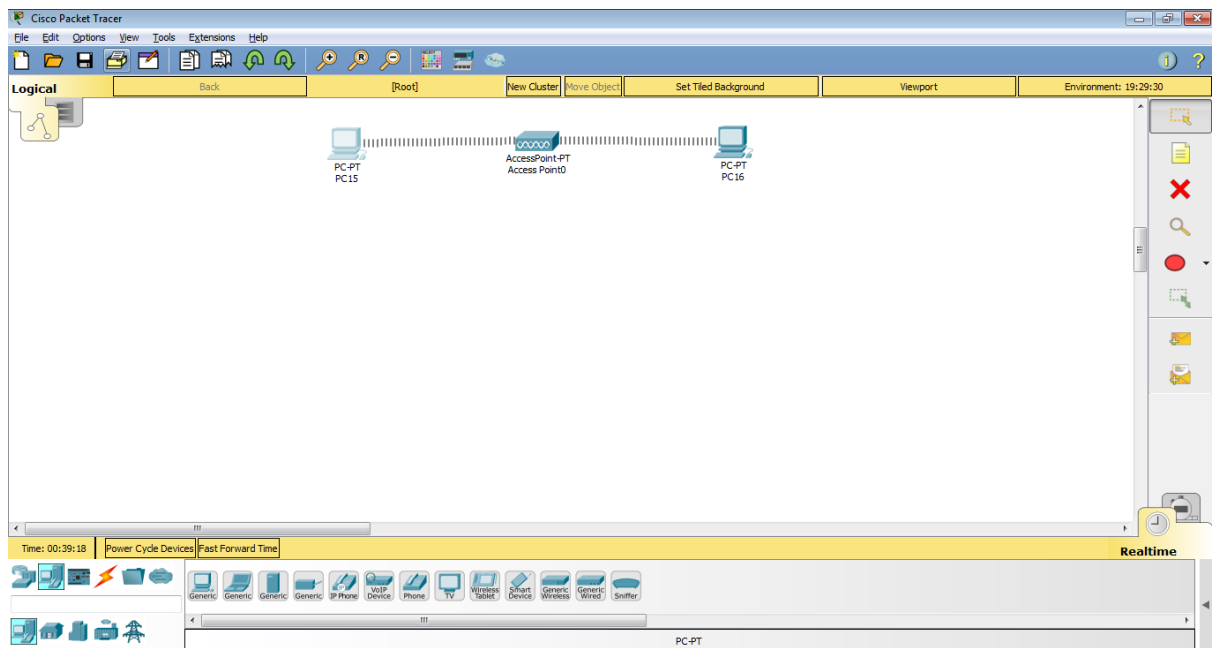 Cisco Packet Tracer
File Edit Options View Tools Extensions Help
Logical Back [Root] New Cluster Move Object Set Tiled Background Viewport Environment: 19:29:30
AccessPoint-PT
Access Point0
PC-PT
PC15
PC-PT
PC16
Time: 00:39:18 Power Cycle Devices Fast Forward Time Realtime
Generic Generic Generic Generic IP Phone VoIP Device Phone TV Wireless Tablet Smart Device Generic Wireless Generic Wired Sniffer
PC-PT